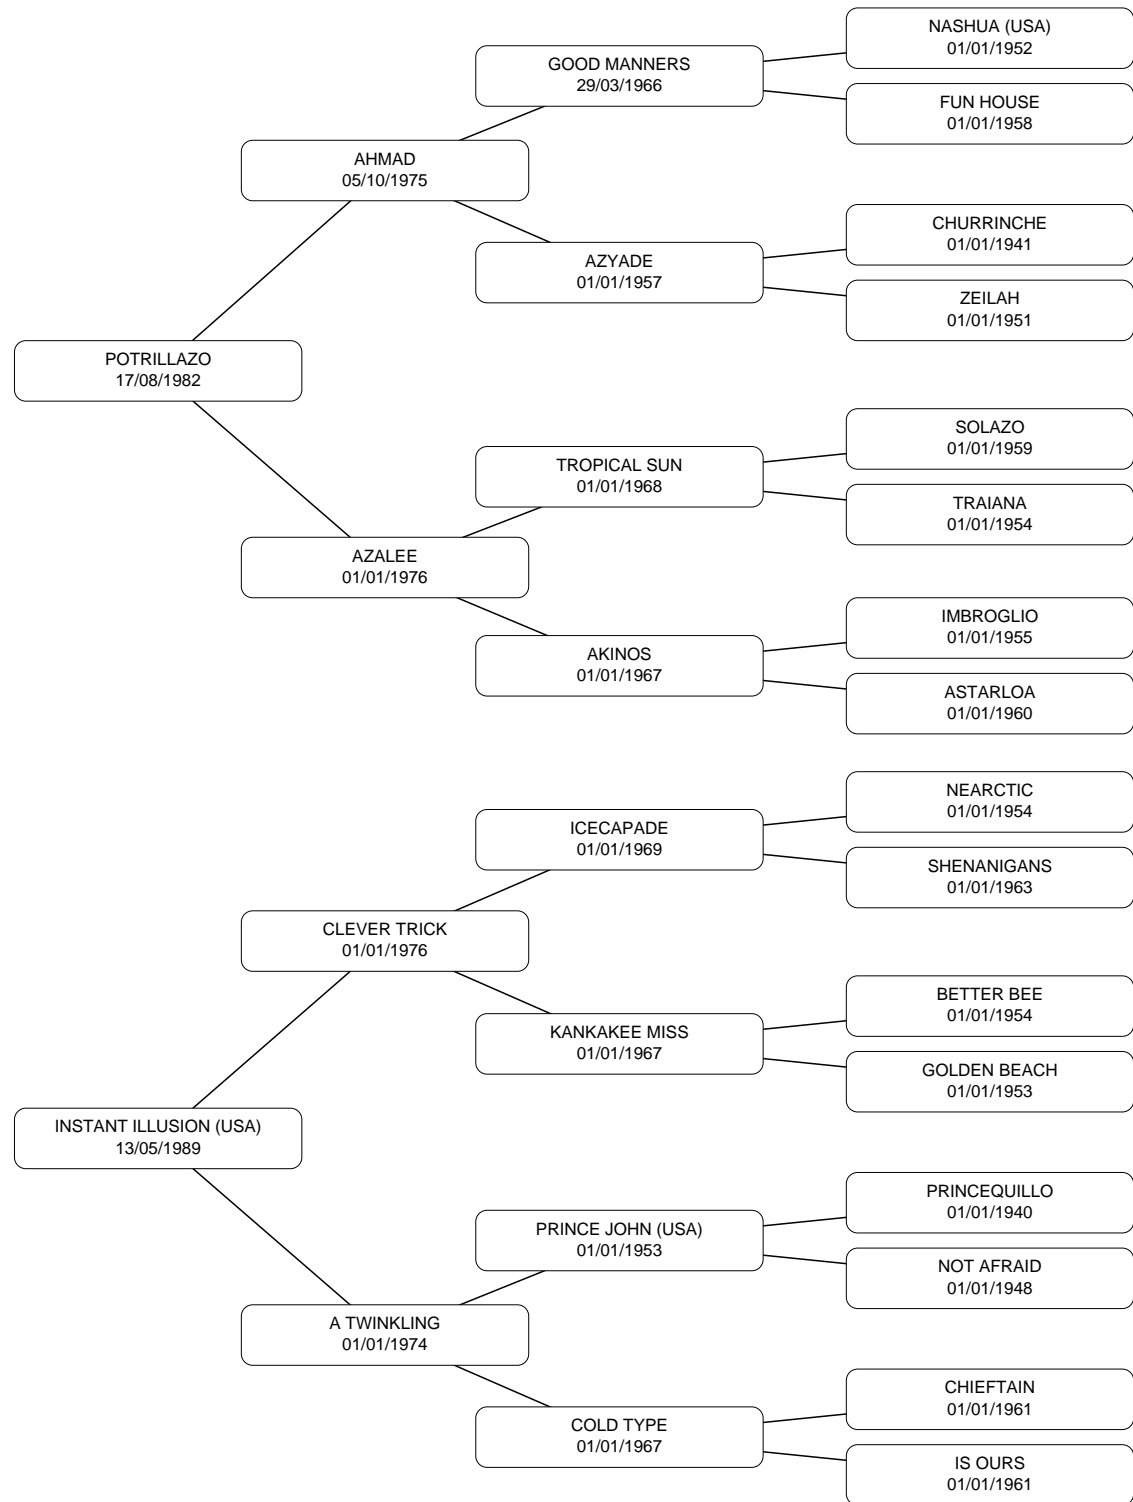 NASHUA (USA)
01/01/1952
GOOD MANNERS
29/03/1966
FUN HOUSE
01/01/1958
AHMAD
05/10/1975
CHURRINCHE
01/01/1941
AZYADE
01/01/1957
ZEILAH
01/01/1951
POTRILLAZO
17/08/1982
SOLAZO
01/01/1959
TROPICAL SUN
01/01/1968
TRAIANA
01/01/1954
AZALEE
01/01/1976
IMBROGLIO
01/01/1955
AKINOS
01/01/1967
ASTARLOA
01/01/1960
NEARCTIC
01/01/1954
ICECAPADE
01/01/1969
SHENANIGANS
01/01/1963
CLEVER TRICK
01/01/1976
BETTER BEE
01/01/1954
KANKAKEE MISS
01/01/1967
GOLDEN BEACH
01/01/1953
INSTANT ILLUSION (USA)
13/05/1989
PRINCEQUILLO
01/01/1940
PRINCE JOHN (USA)
01/01/1953
NOT AFRAID
01/01/1948
A TWINKLING
01/01/1974
CHIEFTAIN
01/01/1961
COLD TYPE
01/01/1967
IS OURS
01/01/1961